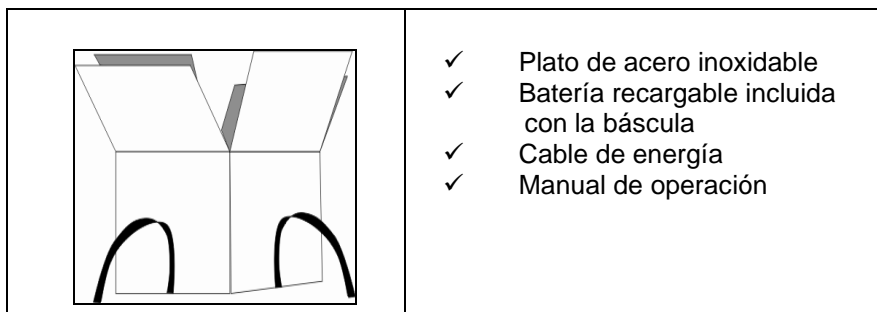 ✓ Plato de acero inoxidable
✓ Batería recargable incluida
con la báscula
✓ Cable de energía
✓ Manual de operación